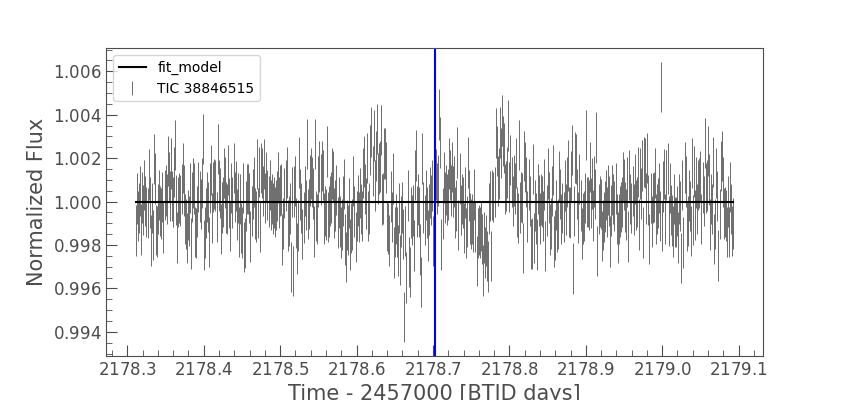 fit_model
TIC 38846515
Normalized Flux
1.006
1.004
1.002
1.000
0.998
0.996
0.994
2178.3 2178.4 2178.5 2178.6 2178.7 2178.8 2178.9 2179.0 2179.1
Time - 2457000 [BTJD days]